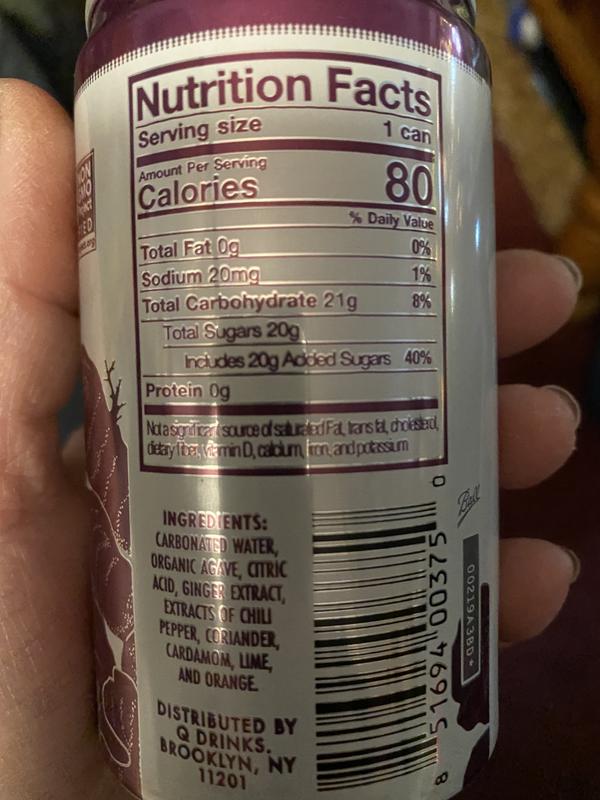 Nutrition Facts
Serving size 1 can
Amount Per Serving
Calories 80
% Daily Value
Total Fat 0g 0%
Sodium 20mg 1%
Total Carbohydrate 21g 8%
Total Sugars 20g
Includes 20g Added Sugars 40%
Protein 0g
Not a significant source of saturated Fat, trans fat, cholesterol,
dietary fiber, vitamin D, calcium, iron, and potassium
INGREDIENTS:
CARBONATED WATER,
ORGANIC AGAVE, CITRIC
ACID, GINGER EXTRACT,
EXTRACTS OF CHILI
PEPPER, CORIANDER,
CARDAMOM, LIME,
AND ORANGE.
DISTRIBUTED BY
Q DRINKS.
BROOKLYN, NY
11201
8 51694 00375 0
Ball
00219A3BD